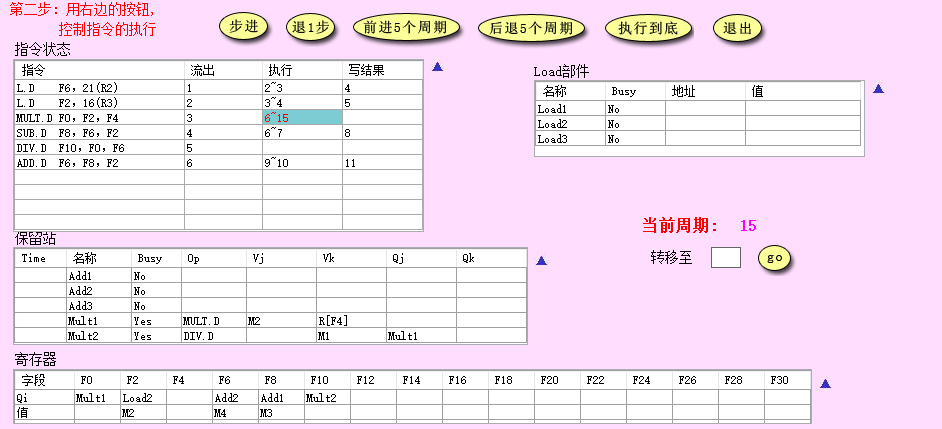 第二步：用右边的按钮，
控制指令的执行
步进 退1步 前进5个周期 后退5个周期 执行到底 退出
指令状态
指令 流出 执行 写结果
L.D F6, 21(R2) 1 2~3 4
L.D F2, 16(R3) 2 3~4 5
MULT.D F0, F2, F4 3 6~15
SUB.D F8, F6, F2 4 6~7 8
DIV.D F10, F0, F6 5
ADD.D F6, F8, F2 6 9~10 11
Load部件
名称 Busy 地址 值
Load1 No
Load2 No
Load3 No
当前周期： 15
转移至 go
保留站
Time 名称 Busy Op Vj Vk Qj Qk
Add1 No
Add2 No
Add3 No
Mult1 Yes MULT.D M2 R[F4]
Mult2 Yes DIV.D M1 Mult1
寄存器
字段 F0 F2 F4 F6 F8 F10 F12 F14 F16 F18 F20 F22 F24 F26 F28 F30
Qi Mult1 Load2 Add2 Add1 Mult2
值 M2 M4 M3